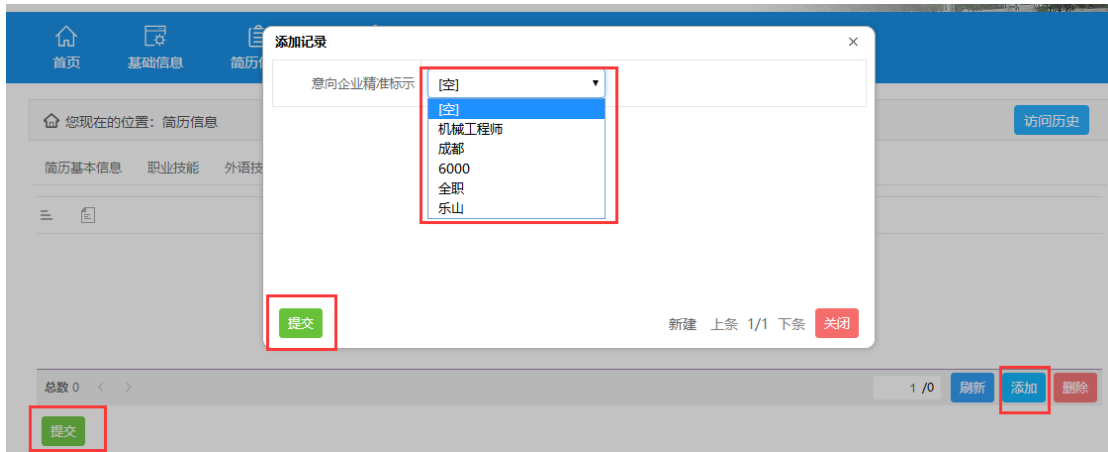 首页 基础信息 简历
添加记录 ×
意向企业精准标示 [空]
[空]
机械工程师
成都
6000
全职
乐山
您现在的位置：简历信息 访问历史
简历基本信息 职业技能 外语技
提交 新建 上条 1/1 下条 关闭
总数 0 < > 1 /0 刷新 添加 删除
提交